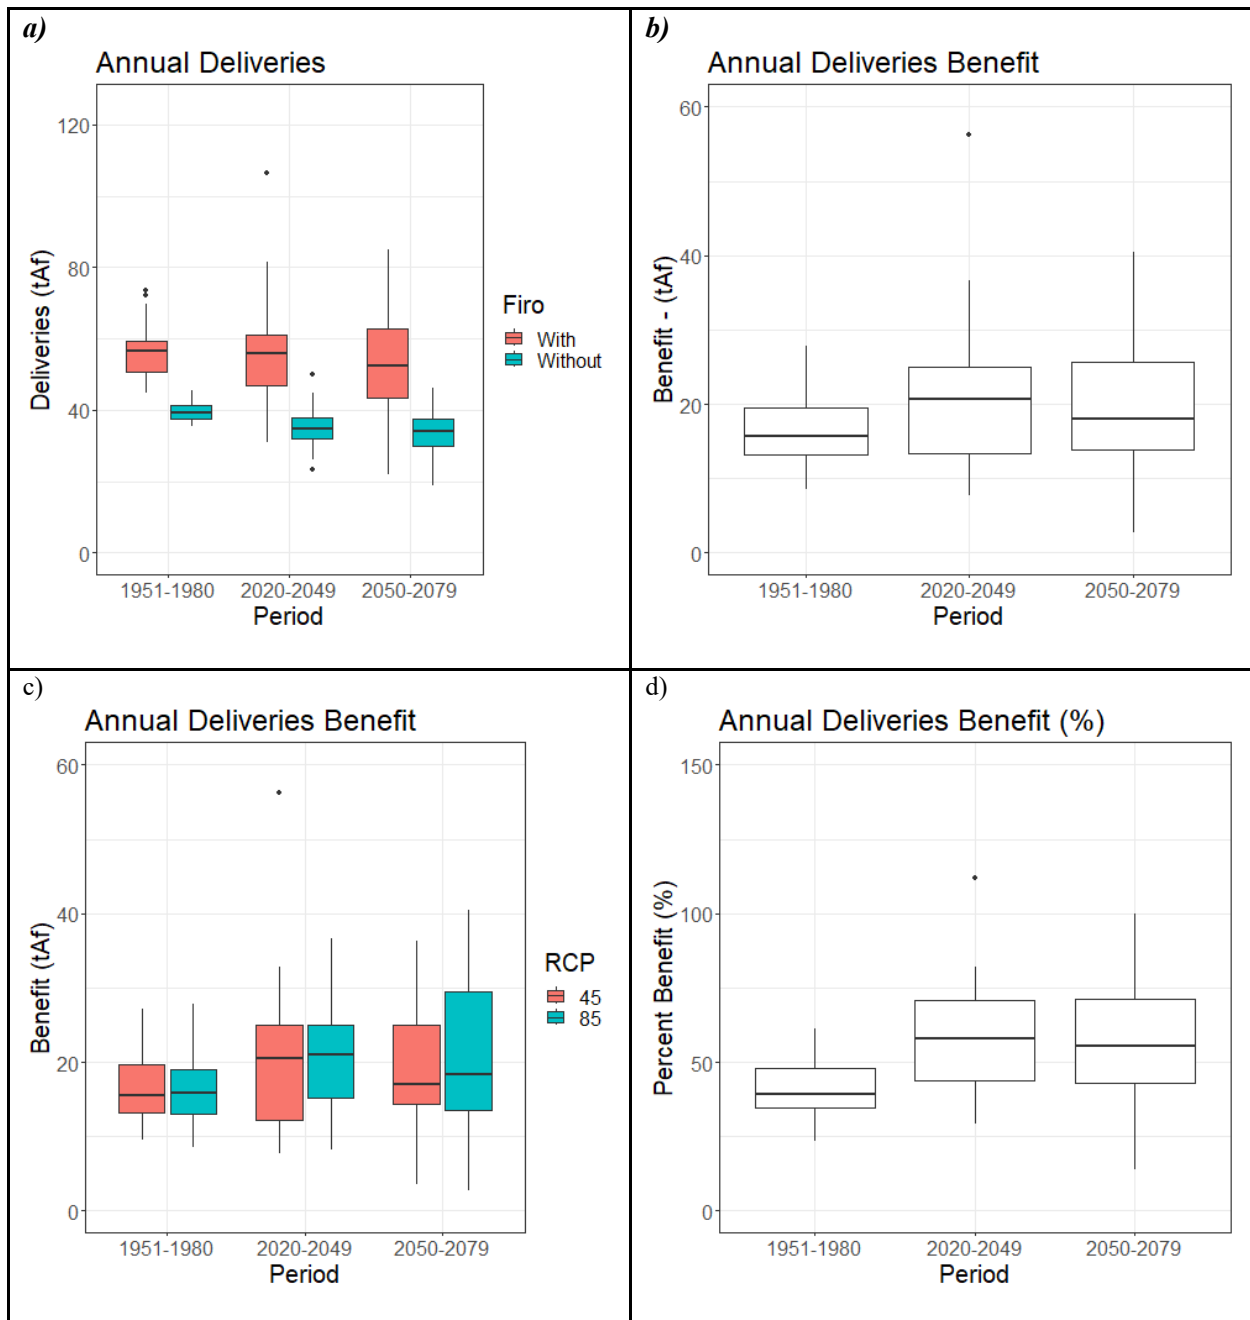 a)
Annual Deliveries
120
80
40
0
Deliveries (tAf)
1951-1980 2020-2049 2050-2079
Period
Firo
With
Without
b)
Annual Deliveries Benefit
60
40
20
0
Benefit - (tAf)
1951-1980 2020-2049 2050-2079
Period
c)
Annual Deliveries Benefit
60
40
20
0
Benefit (tAf)
1951-1980 2020-2049 2050-2079
Period
RCP
45
85
d)
Annual Deliveries Benefit (%)
150
100
50
0
Percent Benefit (%)
1951-1980 2020-2049 2050-2079
Period